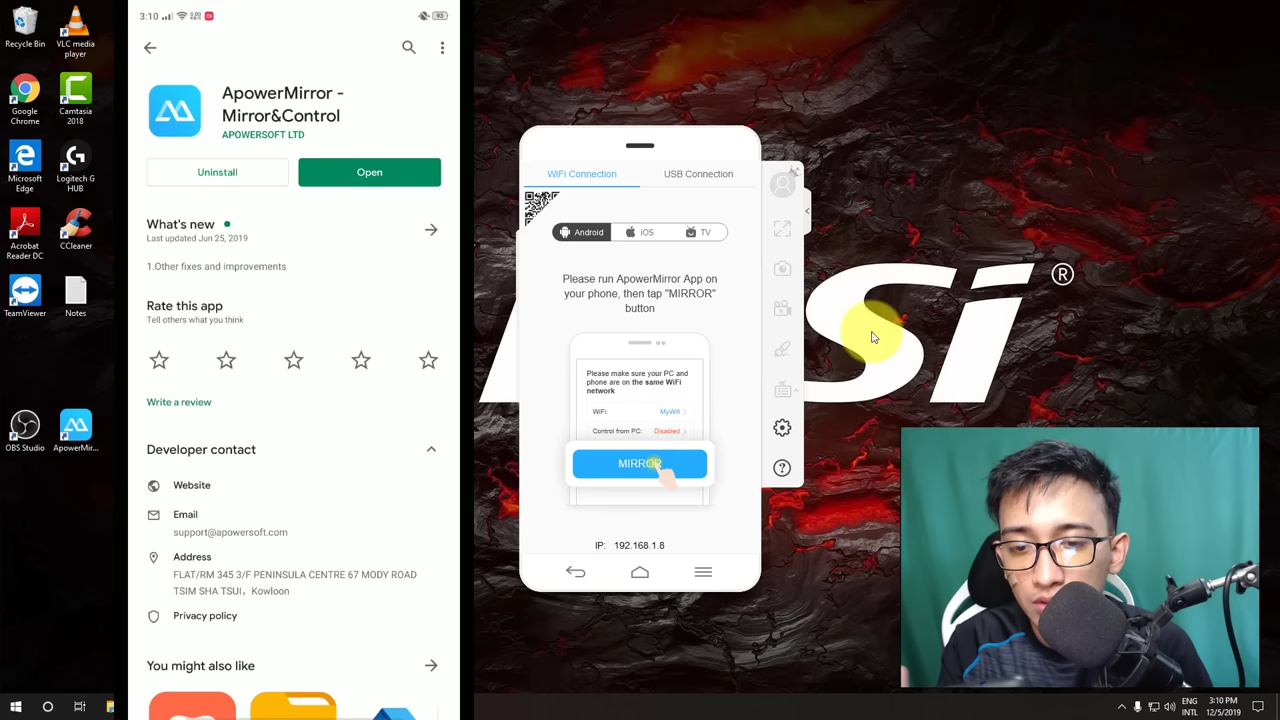 Recycle Bin
VLC media
player
Google
Chrome
Camtasia
2018
Microsoft
Edge
Logitech G
HUB
Acrobat
Reader DC
CCleaner
TeamViewer
Notes
OBS Studio
ApowerMir...
3:10
93
ApowerMirror -
Mirror&Control
APOWERSOFT LTD
Uninstall
Open
What's new
Last updated Jun 25, 2019
1.Other fixes and improvements
Rate this app
Tell others what you think
Write a review
Developer contact
Website
Email
support@apowersoft.com
Address
FLAT/RM 345 3/F PENINSULA CENTRE 67 MODY ROAD
TSIM SHA TSUI，Kowloon
Privacy policy
You might also like
WiFi Connection
USB Connection
Android
iOS
TV
Please run ApowerMirror App on
your phone, then tap "MIRROR"
button
Please make sure your PC and
phone are on the same WiFi
network
WiFi:
MyWifi
Control from PC:
Disabled
MIRROR
IP: 192.168.1.8
Si
®
ENG
INTL
3:10 PM
12/5/2019